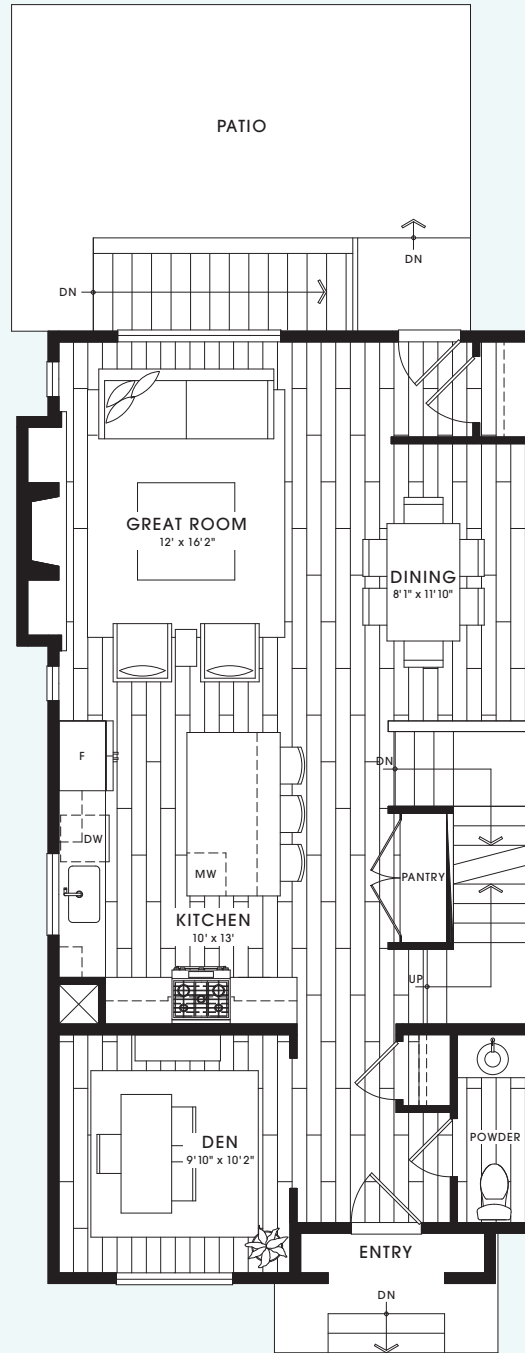 PATIO
DN
DN
GREAT ROOM
12' x 16'2"
DINING
8'1" x 11'10"
F
DN
DW
MW
PANTRY
KITCHEN
10' x 13'
UP
DEN
9'10" x 10'2"
POWDER
ENTRY
DN